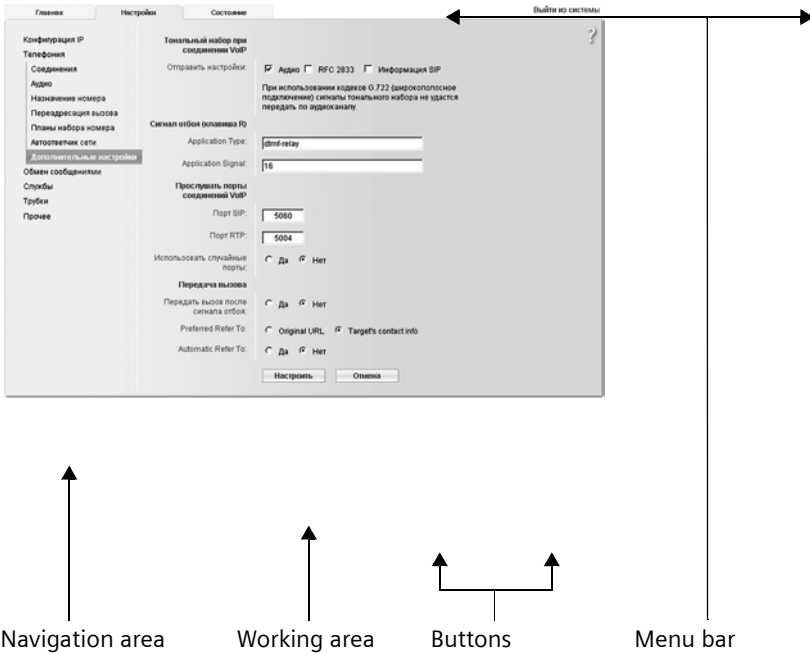 Главная Настройки Состояние Выйти из системы
?
Конфигурация IP
Телефония
Соединения
Аудио
Назначение номера
Переадресация вызова
Планы набора номера
Автоответчик сети
Дополнительные настройки
Обмен сообщениями
Службы
Трубки
Прочее
Тональный набор при
соединении VoIP
Отправить настройки: Аудио RFC 2833 Информация SIP
При использовании кодеков G.722 (широкополосное
подключение) сигналы тонального набора не удастся
передать по аудиоканалу.
Сигнал отбоя (клавиша R)
Application Type: dtmf-relay
Application Signal: 16
Прослушать порты
соединений VoIP
Порт SIP: 5060
Порт RTP: 5004
Использовать случайные
порты: Да Нет
Передача вызова
Передать вызов после
сигнала отбоя: Да Нет
Preferred Refer To: Original URL Target's contact info
Automatic Refer To: Да Нет
Настроить Отмена
Navigation area Working area Buttons Menu bar